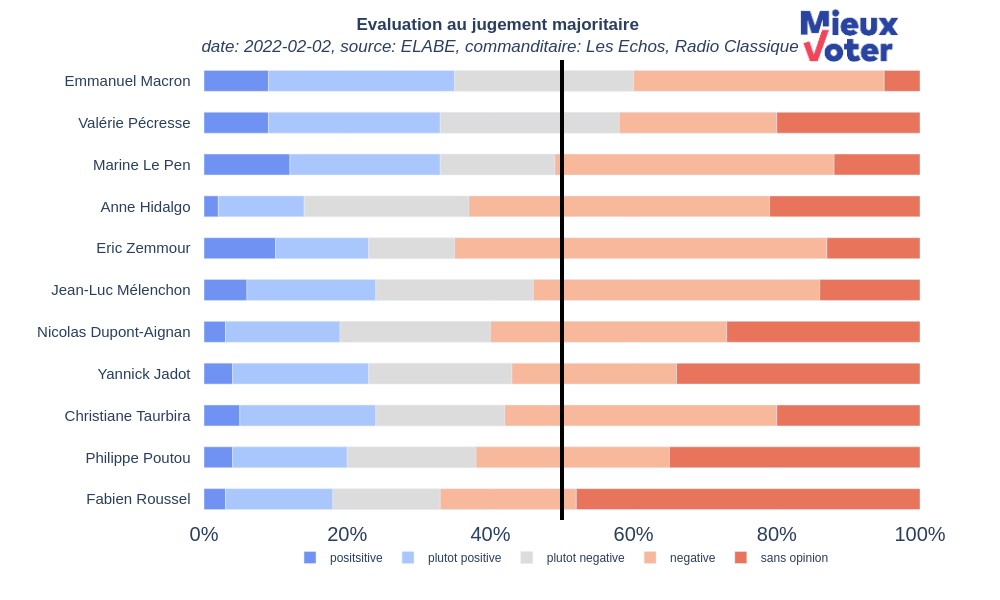 Evaluation au jugement majoritaire
date: 2022-02-02, source: ELABE, commanditaire: Les Echos, Radio Classique
Mieux
Voter
Emmanuel Macron
Valérie Pécresse
Marine Le Pen
Anne Hidalgo
Eric Zemmour
Jean-Luc Mélenchon
Nicolas Dupont-Aignan
Yannick Jadot
Christiane Taurbira
Philippe Poutou
Fabien Roussel
0% 20% 40% 60% 80% 100%
positsitive plutot positive plutot negative negative sans opinion